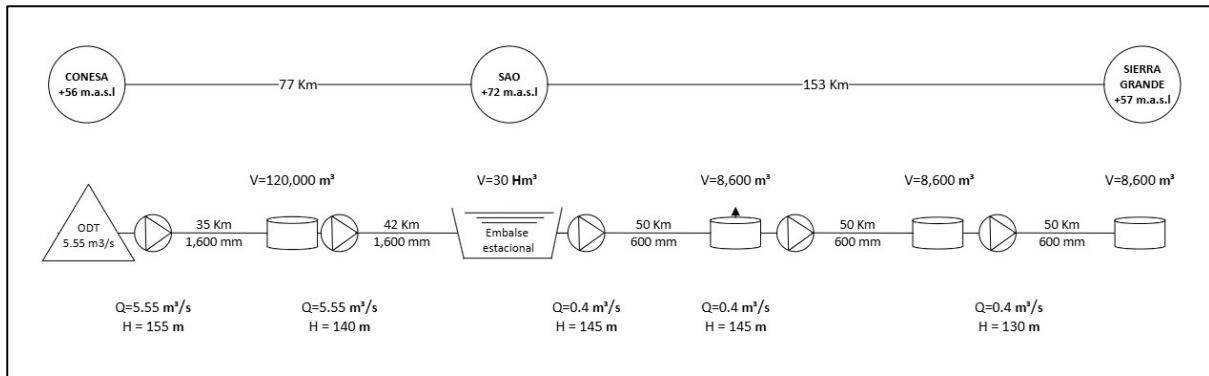 CONESA
+56 m.a.s.l
77 Km
SAO
+72 m.a.s.l
153 Km
SIERRA
GRANDE
+57 m.a.s.l
V=120,000 m³
V=30 Hm³
V=8,600 m³
V=8,600 m³
V=8,600 m³
ODT
5.55 m3/s
35 Km
1,600 mm
42 Km
1,600 mm
Embalse
estacional
50 Km
600 mm
50 Km
600 mm
50 Km
600 mm
Q=5.55 m³/s
H = 155 m
Q=5.55 m³/s
H = 140 m
Q=0.4 m³/s
H = 145 m
Q=0.4 m³/s
H = 145 m
Q=0.4 m³/s
H = 130 m